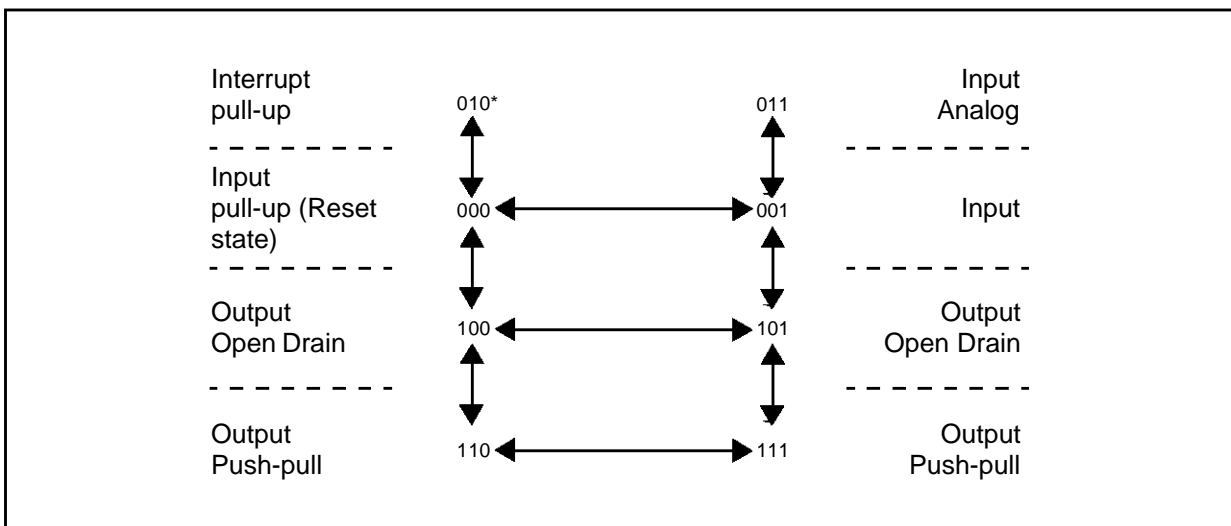 Interrupt
pull-up
010*
011
Input
Analog
Input
pull-up (Reset
state)
000
001
Input
Output
Open Drain
100
101
Output
Open Drain
Output
Push-pull
110
111
Output
Push-pull